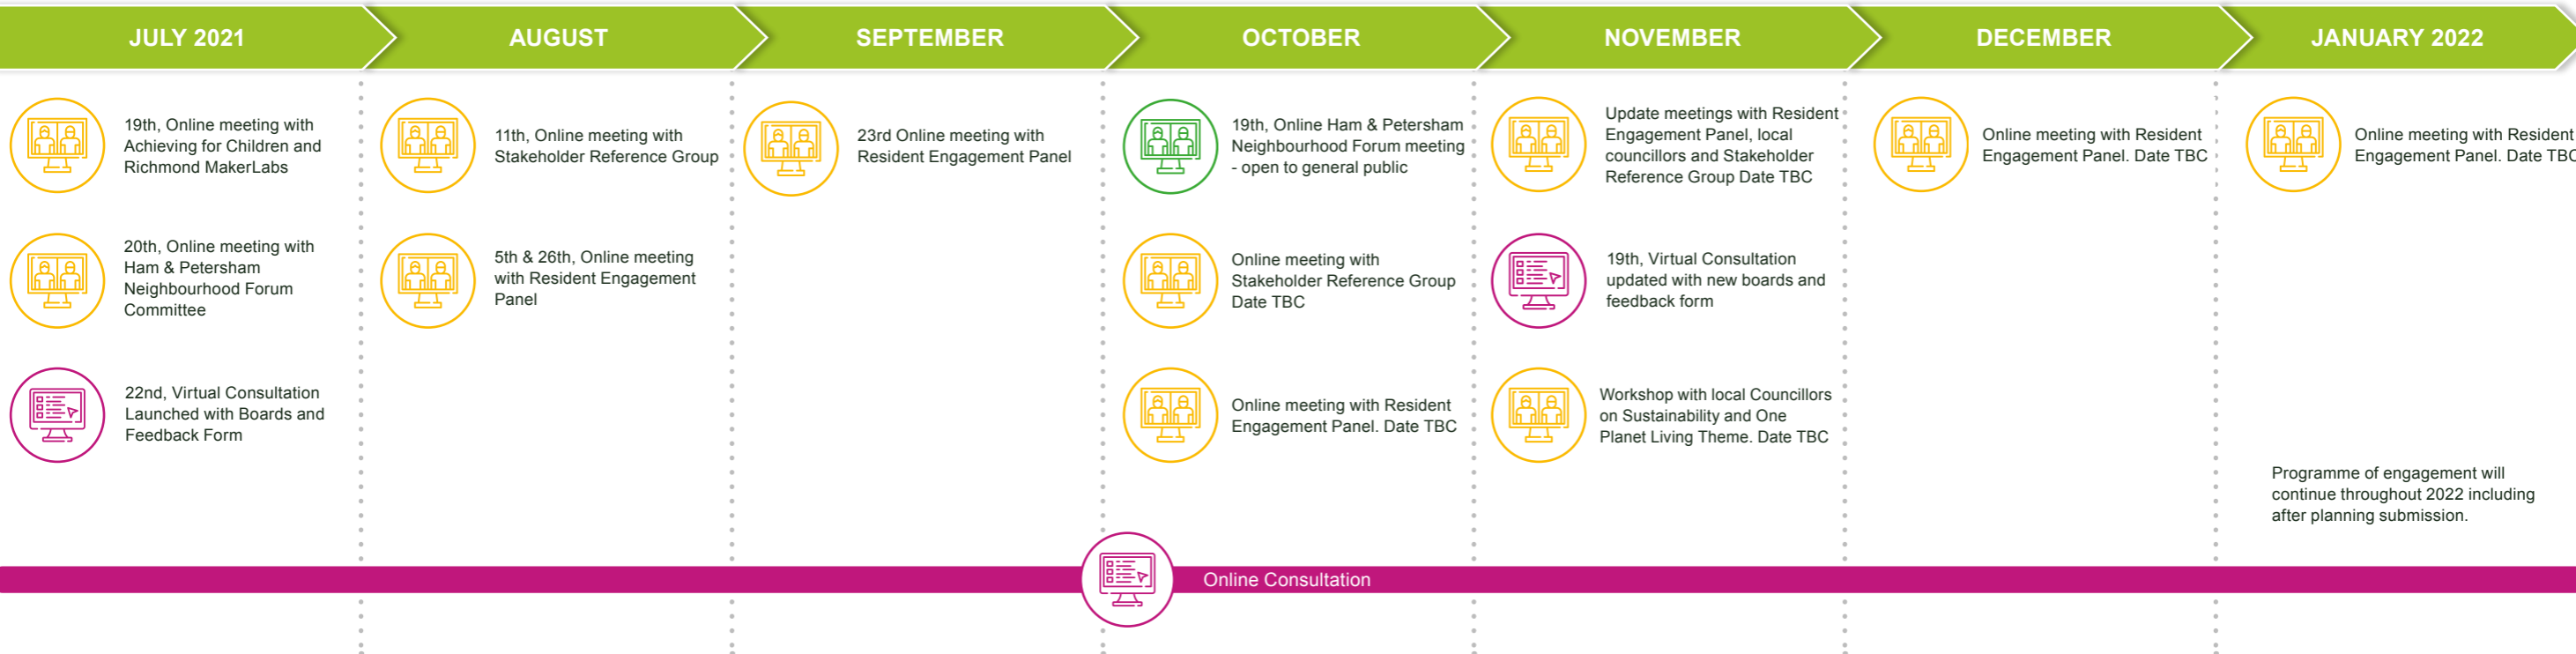 JULY 2021
AUGUST
SEPTEMBER
OCTOBER
NOVEMBER
DECEMBER
JANUARY 2022
19th, Online meeting with
Achieving for Children and
Richmond MakerLabs
20th, Online meeting with
Ham & Petersham
Neighbourhood Forum
Committee
22nd, Virtual Consultation
Launched with Boards and
Feedback Form
11th, Online meeting with
Stakeholder Reference Group
5th & 26th, Online meeting
with Resident Engagement
Panel
23rd Online meeting with
Resident Engagement Panel
19th, Online Ham & Petersham
Neighbourhood Forum meeting
- open to general public
Online meeting with
Stakeholder Reference Group
Date TBC
Online meeting with Resident
Engagement Panel. Date TBC
Update meetings with Resident
Engagement Panel, local
councillors and Stakeholder
Reference Group Date TBC
19th, Virtual Consultation
updated with new boards and
feedback form
Workshop with local Councillors
on Sustainability and One
Planet Living Theme. Date TBC
Online meeting with Resident
Engagement Panel. Date TBC
Online meeting with Resident
Engagement Panel. Date TBC
Programme of engagement will
continue throughout 2022 including
after planning submission.
Online Consultation